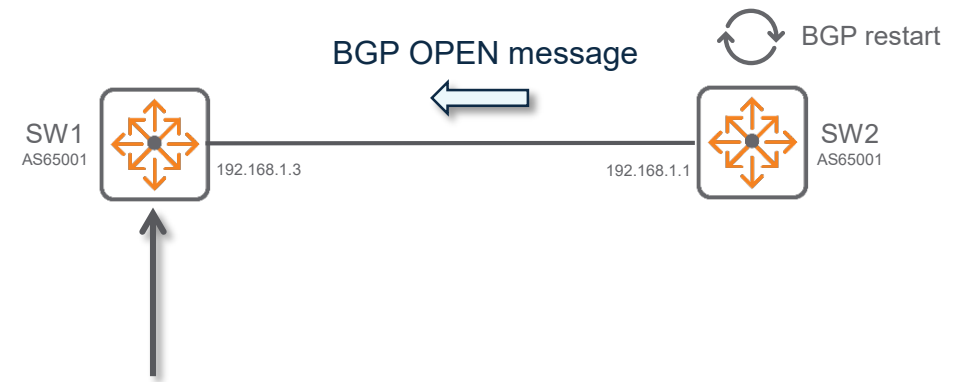 BGP restart
BGP OPEN message
SW1
AS65001
192.168.1.3
192.168.1.1
SW2
AS65001